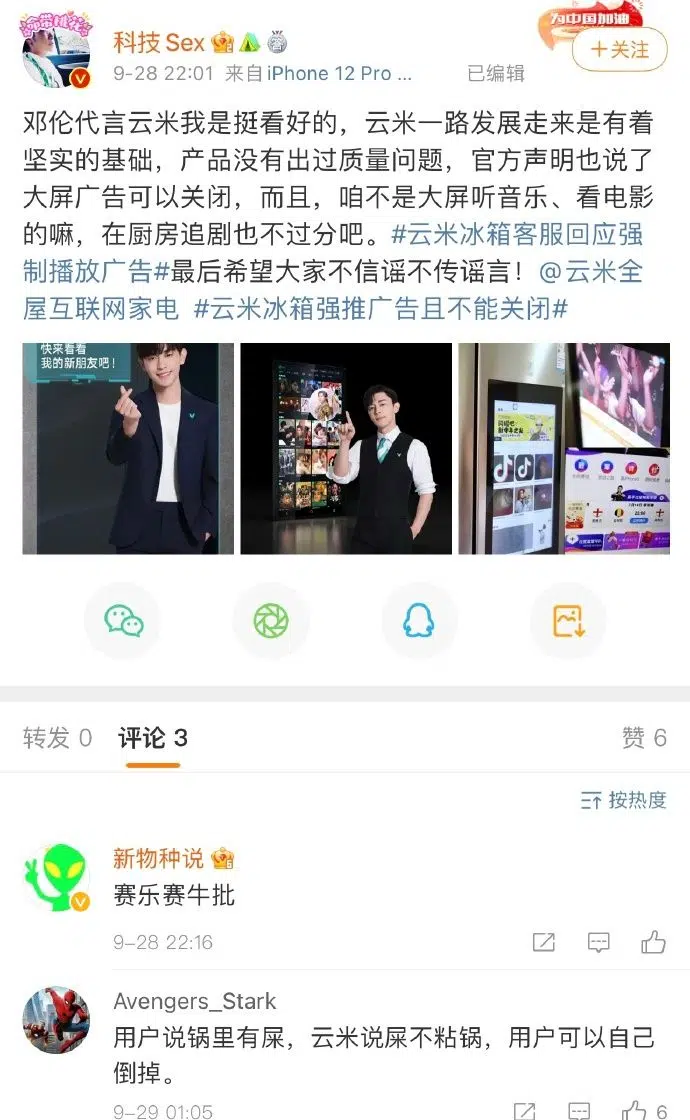 命带桃花
科技Sex
为中国加油
+关注
9-28 22:01 来自iPhone 12 Pro ...
已编辑
邓伦代言云米我是挺看好的，云米一路发展走来是有着
坚实的基础，产品没有出过质量问题，官方声明也说了
大屏广告可以关闭，而且，咱不是大屏听音乐、看电影
的嘛，在厨房追剧也不过分吧。#云米冰箱客服回应强
制播放广告#最后希望大家不信谣不传谣言！@云米全
屋互联网家电 #云米冰箱强推广告且不能关闭#
快来看看
我的新朋友吧！
转发 0
评论 3
赞 6
按热度
新物种说
赛乐赛牛批
9-28 22:16
Avengers_Stark
用户说锅里有屎，云米说屎不粘锅，用户可以自己
倒掉。
9-29 01:05
6